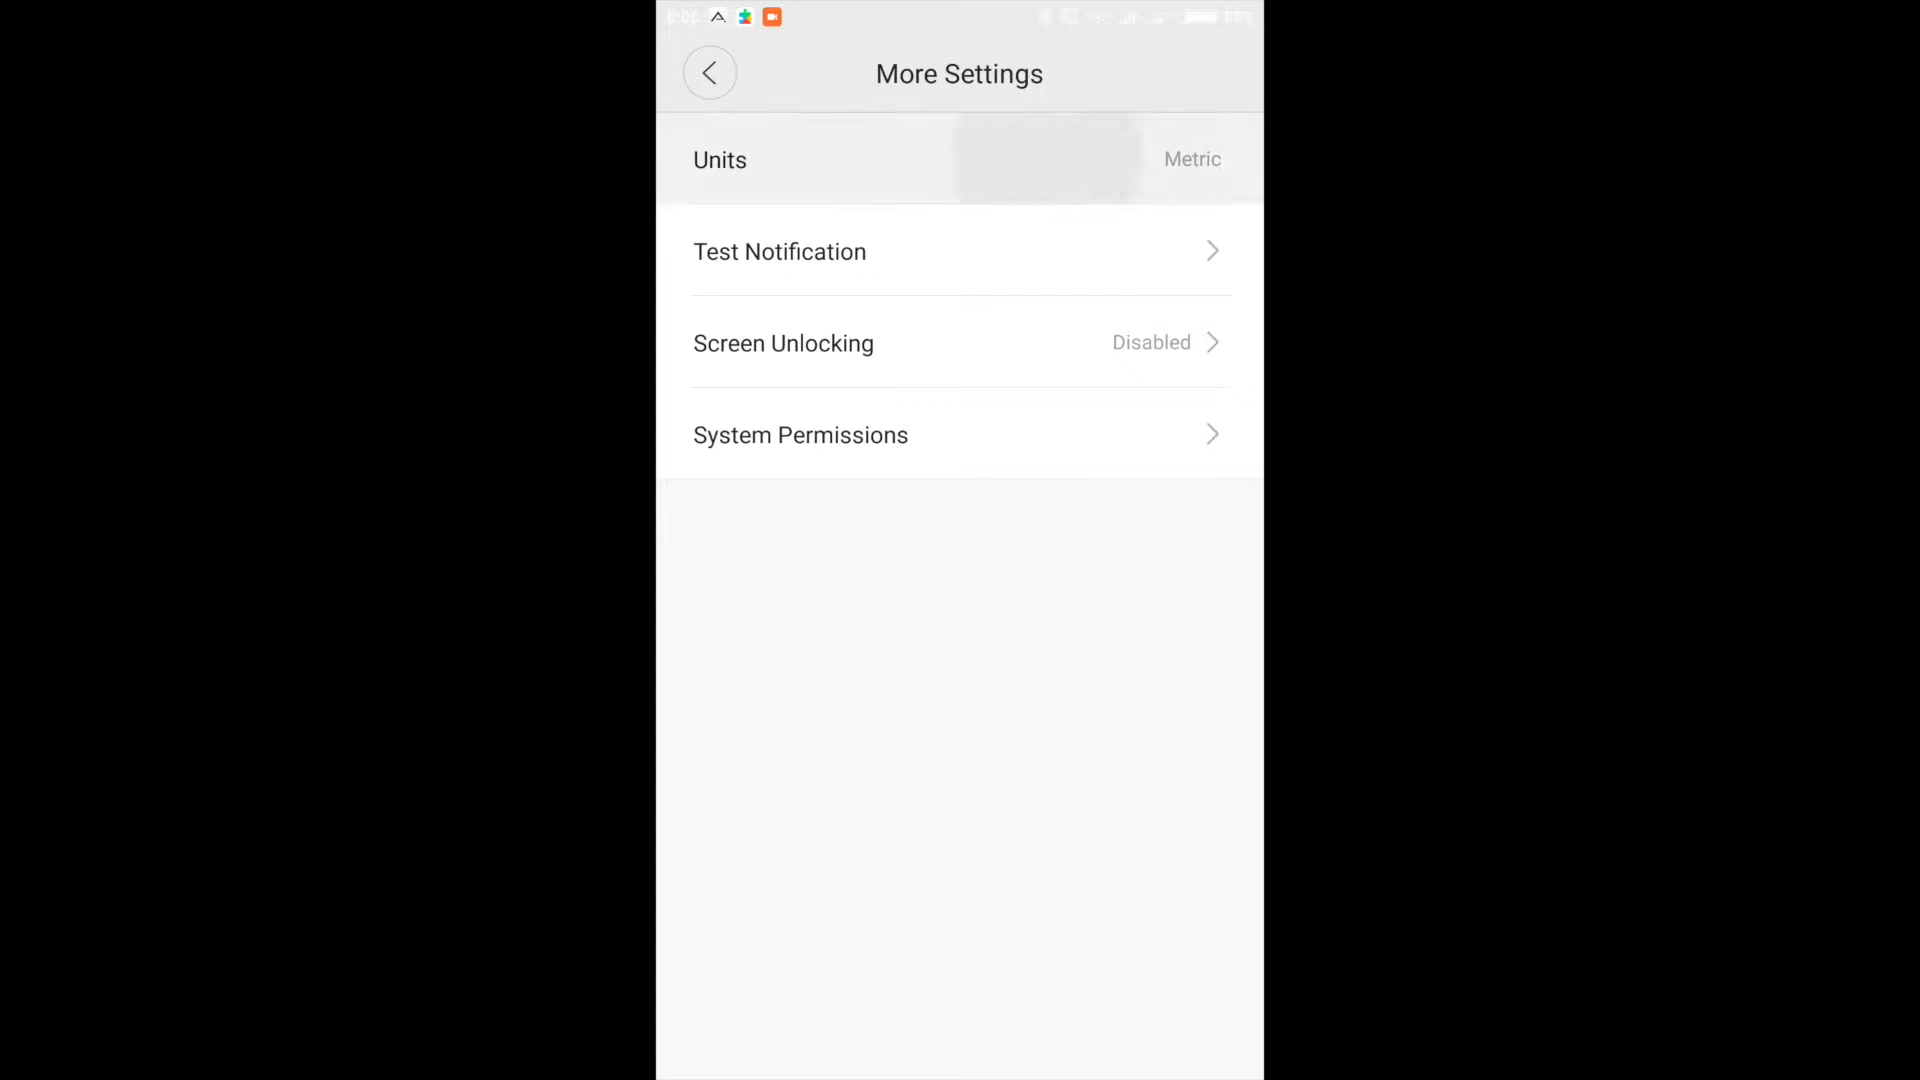 More Settings
Units
Metric
Test Notification
Screen Unlocking
Disabled
System Permissions